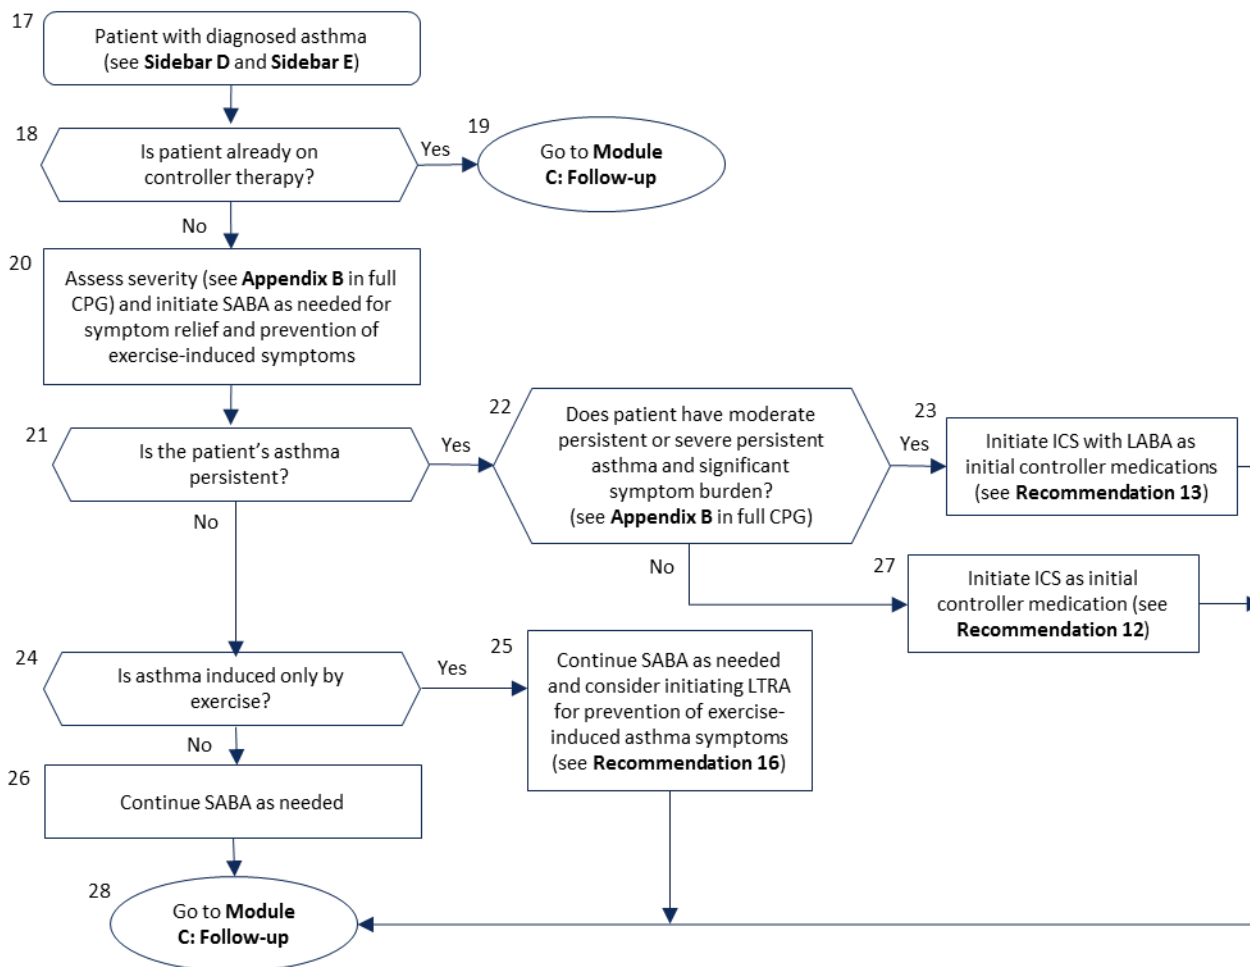 17
Patient with diagnosed asthma
(see Sidebar D and Sidebar E)
18
Is patient already on
controller therapy?
Yes
19
Go to Module
C: Follow-up
No
20
Assess severity (see Appendix B in full
CPG) and initiate SABA as needed for
symptom relief and prevention of
exercise-induced symptoms
21
Is the patient's asthma
persistent?
Yes
22
Does patient have moderate
persistent or severe persistent
asthma and significant
symptom burden?
(see Appendix B in full CPG)
Yes
23
Initiate ICS with LABA as
initial controller medications
(see Recommendation 13)
No
No
27
Initiate ICS as initial
controller medication (see
Recommendation 12)
24
Is asthma induced only by
exercise?
Yes
25
Continue SABA as needed
and consider initiating LTRA
for prevention of exercise-
induced asthma symptoms
(see Recommendation 16)
No
26
Continue SABA as needed
28
Go to Module
C: Follow-up